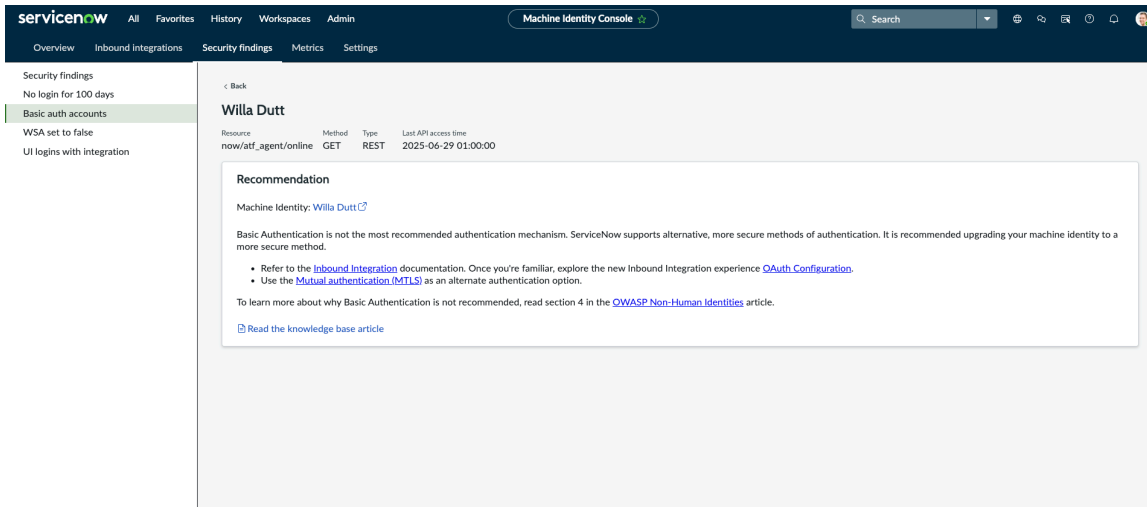 servicenow All Favorites History Workspaces Admin Machine Identity Console Search
Overview Inbound integrations Security findings Metrics Settings
Security findings
No login for 100 days
Basic auth accounts
WSA set to false
UI logins with integration
< Back
Willa Dutt
Resource Method Type Last API access time
now/atf_agent/online GET REST 2025-06-29 01:00:00
Recommendation
Machine Identity: Willa Dutt
Basic Authentication is not the most recommended authentication mechanism. ServiceNow supports alternative, more secure methods of authentication. It is recommended upgrading your machine identity to a
more secure method.
• Refer to the Inbound Integration documentation. Once you're familiar, explore the new Inbound Integration experience OAuth Configuration.
• Use the Mutual authentication (MTLS) as an alternate authentication option.
To learn more about why Basic Authentication is not recommended, read section 4 in the OWASP Non-Human Identities article.
Read the knowledge base article